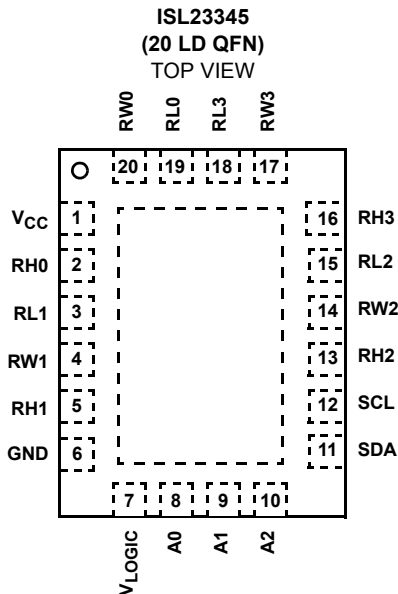 ISL23345
(20 LD QFN)
TOP VIEW
RW0 RL0 RL3 RW3
20 19 18 17
VCC 1
16 RH3
RH0 2
15 RL2
RL1 3
14 RW2
RW1 4
13 RH2
RH1 5
12 SCL
GND 6
11 SDA
7 8 9 10
VLOGIC A0 A1 A2